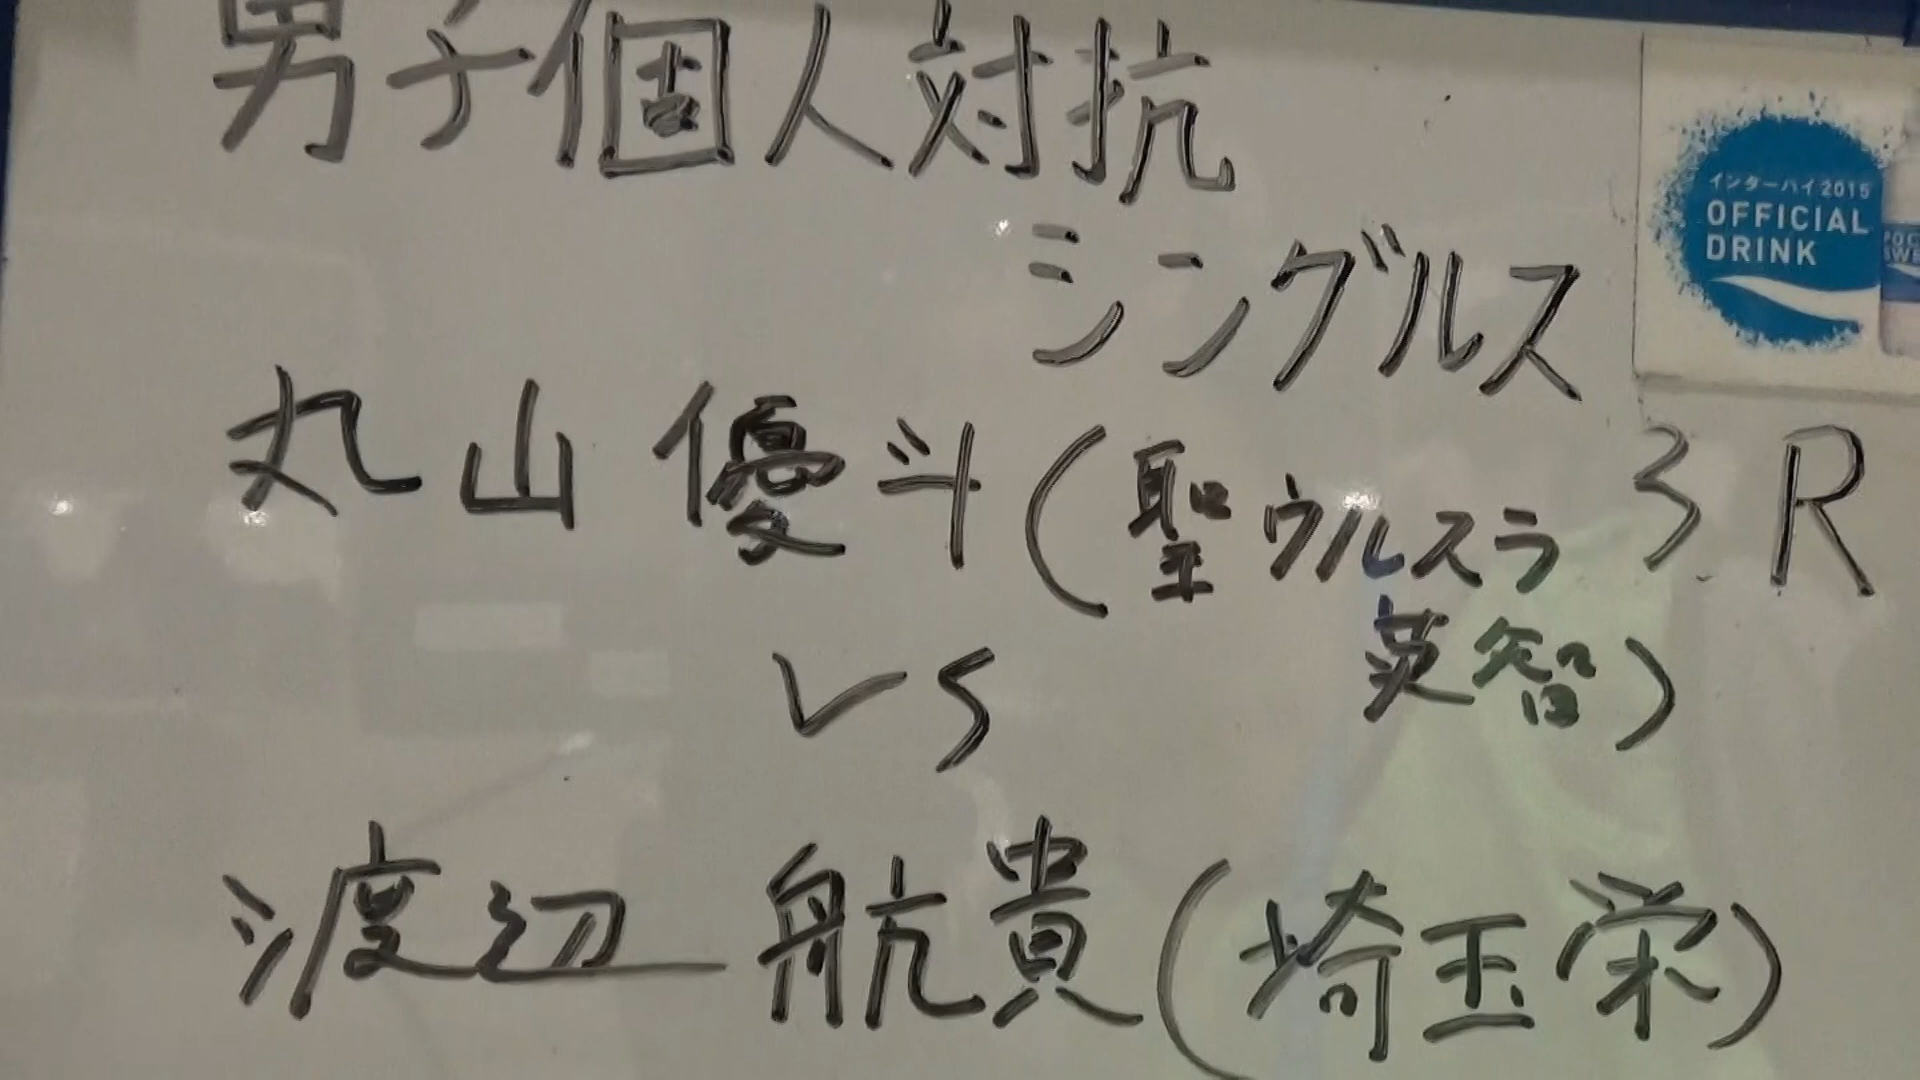 男子個人対抗
シングルス
3R
丸山 優斗(聖ウルスラ
英智)
vs
渡辺 航貴(埼玉栄)
インターハイ2015
OFFICIAL
DRINK